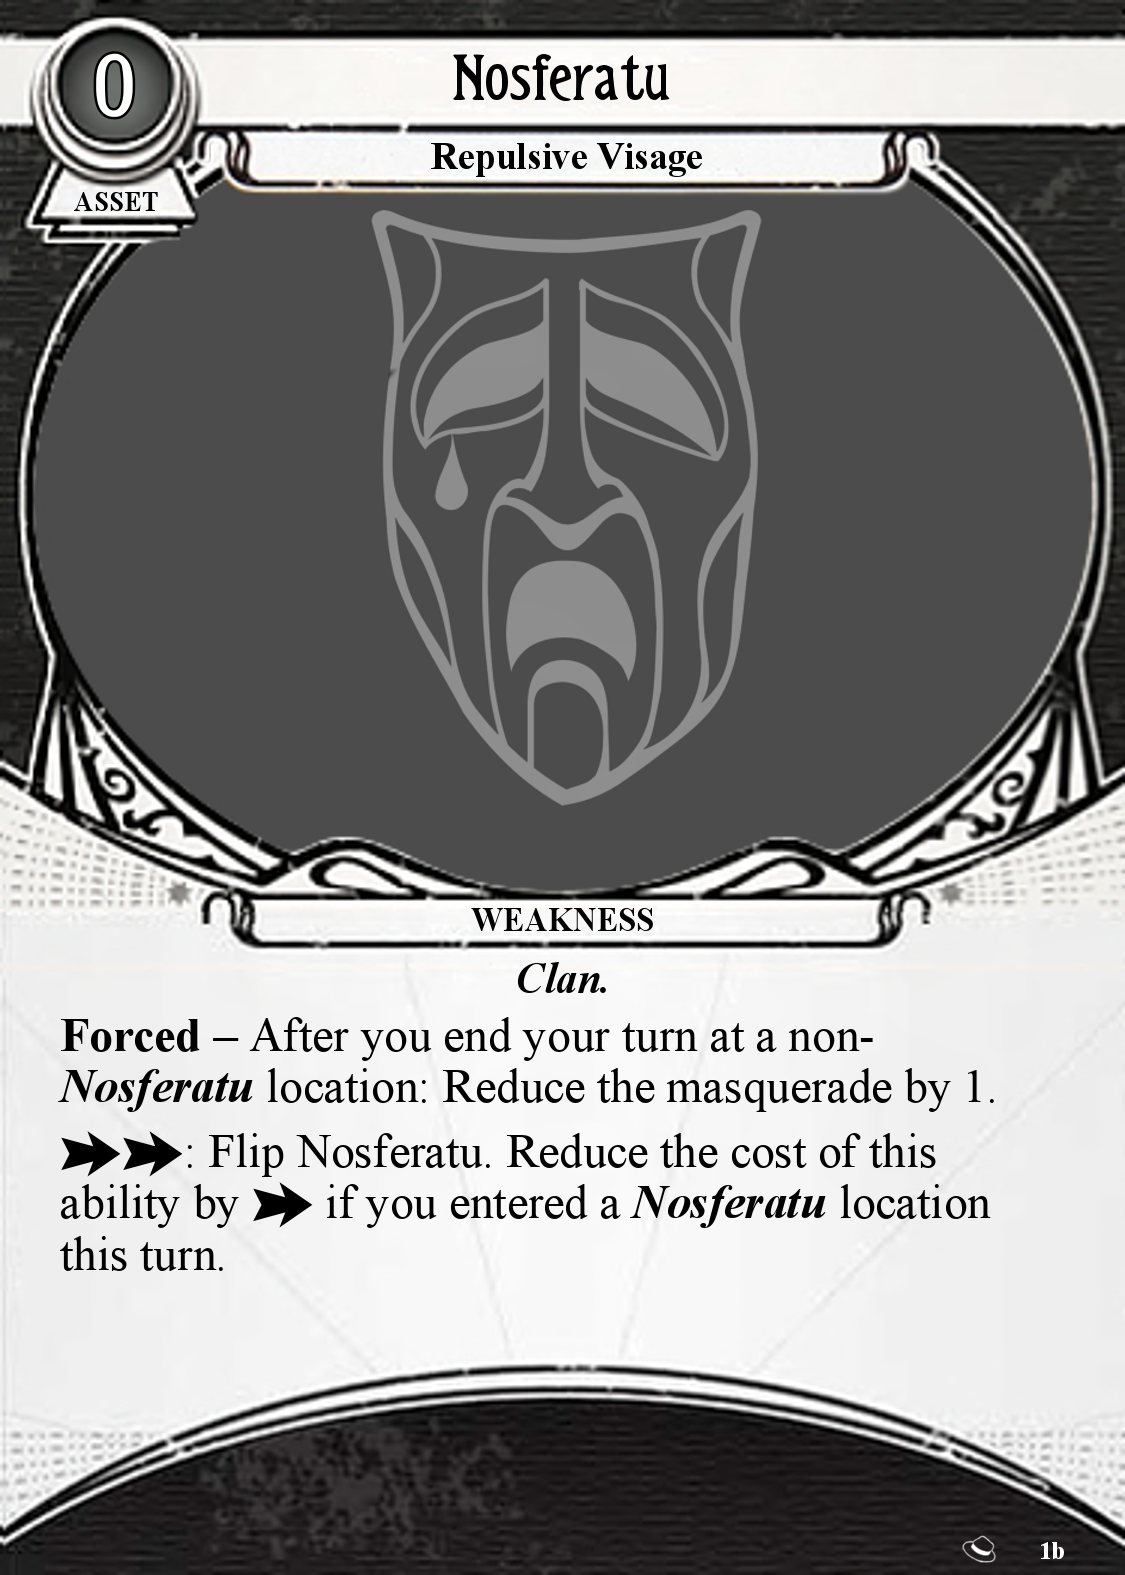 0
Nosferatu
Repulsive Visage
ASSET
WEAKNESS
Clan.
Forced – After you end your turn at a non-
Nosferatu location: Reduce the masquerade by 1.
: Flip Nosferatu. Reduce the cost of this
ability by if you entered a Nosferatu location
this turn.
1b